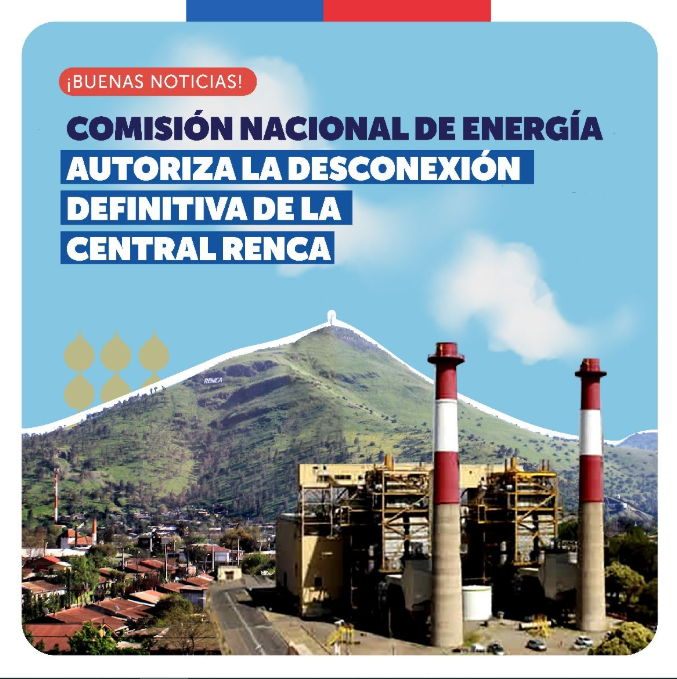 ¡BUENAS NOTICIAS!
COMISIÓN NACIONAL DE ENERGÍA
AUTORIZA LA DESCONEXIÓN
DEFINITIVA DE LA
CENTRAL RENCA
RENCA